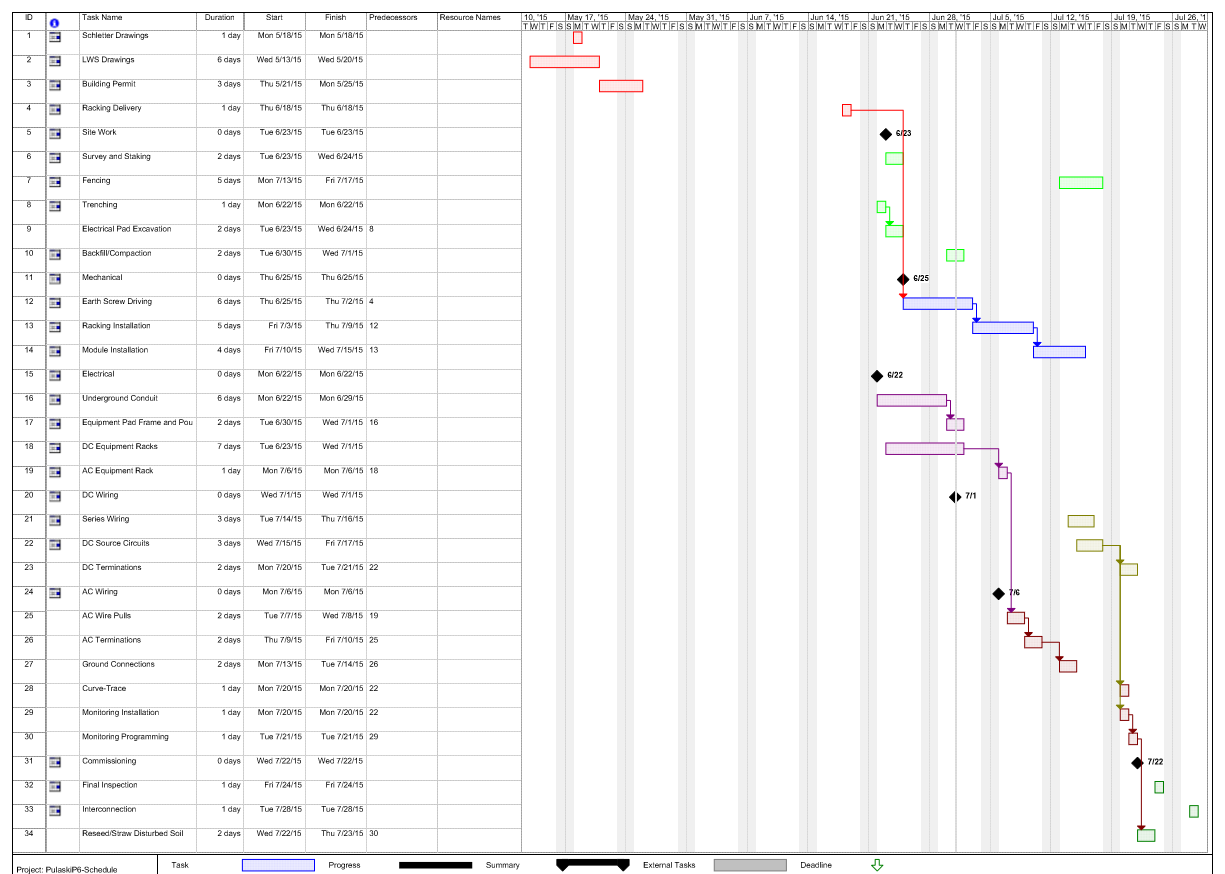 ID Task Name Duration Start Finish Predecessors Resource Names 10, '15 May 17, '15 May 24, '15 May 31, '15 Jun 7, '15 Jun 14, '15 Jun 21, '15 Jun 28, '15 Jul 5, '15 Jul 12, '15 Jul 19, '15 Jul 26, '1
T W T F S S M T W T F S S M T W T F S S M T W T F S S M T W T F S S M T W T F S S M T W T F S S M T W T F S S M T W T F S S M T W T F S S M T W T F S S M T W
1 Schletter Drawings 1 day Mon 5/18/15 Mon 5/18/15
2 LWS Drawings 6 days Wed 5/13/15 Wed 5/20/15
3 Building Permit 3 days Thu 5/21/15 Mon 5/25/15
4 Racking Delivery 1 day Thu 6/18/15 Thu 6/18/15
5 Site Work 0 days Tue 6/23/15 Tue 6/23/15 6/23
6 Survey and Staking 2 days Tue 6/23/15 Wed 6/24/15
7 Fencing 5 days Mon 7/13/15 Fri 7/17/15
8 Trenching 1 day Mon 6/22/15 Mon 6/22/15
9 Electrical Pad Excavation 2 days Tue 6/23/15 Wed 6/24/15 8
10 Backfill/Compaction 2 days Tue 6/30/15 Wed 7/1/15
11 Mechanical 0 days Thu 6/25/15 Thu 6/25/15 6/25
12 Earth Screw Driving 6 days Thu 6/25/15 Thu 7/2/15 4
13 Racking Installation 5 days Fri 7/3/15 Thu 7/9/15 12
14 Module Installation 4 days Fri 7/10/15 Wed 7/15/15 13
15 Electrical 0 days Mon 6/22/15 Mon 6/22/15 6/22
16 Underground Conduit 6 days Mon 6/22/15 Mon 6/29/15
17 Equipment Pad Frame and Pou 2 days Tue 6/30/15 Wed 7/1/15 16
18 DC Equipment Racks 7 days Tue 6/23/15 Wed 7/1/15
19 AC Equipment Rack 1 day Mon 7/6/15 Mon 7/6/15 18
20 DC Wiring 0 days Wed 7/1/15 Wed 7/1/15 7/1
21 Series Wiring 3 days Tue 7/14/15 Thu 7/16/15
22 DC Source Circuits 3 days Wed 7/15/15 Fri 7/17/15
23 DC Terminations 2 days Mon 7/20/15 Tue 7/21/15 22
24 AC Wiring 0 days Mon 7/6/15 Mon 7/6/15 7/6
25 AC Wire Pulls 2 days Tue 7/7/15 Wed 7/8/15 19
26 AC Terminations 2 days Thu 7/9/15 Fri 7/10/15 25
27 Ground Connections 2 days Mon 7/13/15 Tue 7/14/15 26
28 Curve-Trace 1 day Mon 7/20/15 Mon 7/20/15 22
29 Monitoring Installation 1 day Mon 7/20/15 Mon 7/20/15 22
30 Monitoring Programming 1 day Tue 7/21/15 Tue 7/21/15 29
31 Commissioning 0 days Wed 7/22/15 Wed 7/22/15 7/22
32 Final Inspection 1 day Fri 7/24/15 Fri 7/24/15
33 Interconnection 1 day Tue 7/28/15 Tue 7/28/15
34 Reseed/Straw Disturbed Soil 2 days Wed 7/22/15 Thu 7/23/15 30
Task Progress Summary External Tasks Deadline
Project: PulaskiP6-Schedule